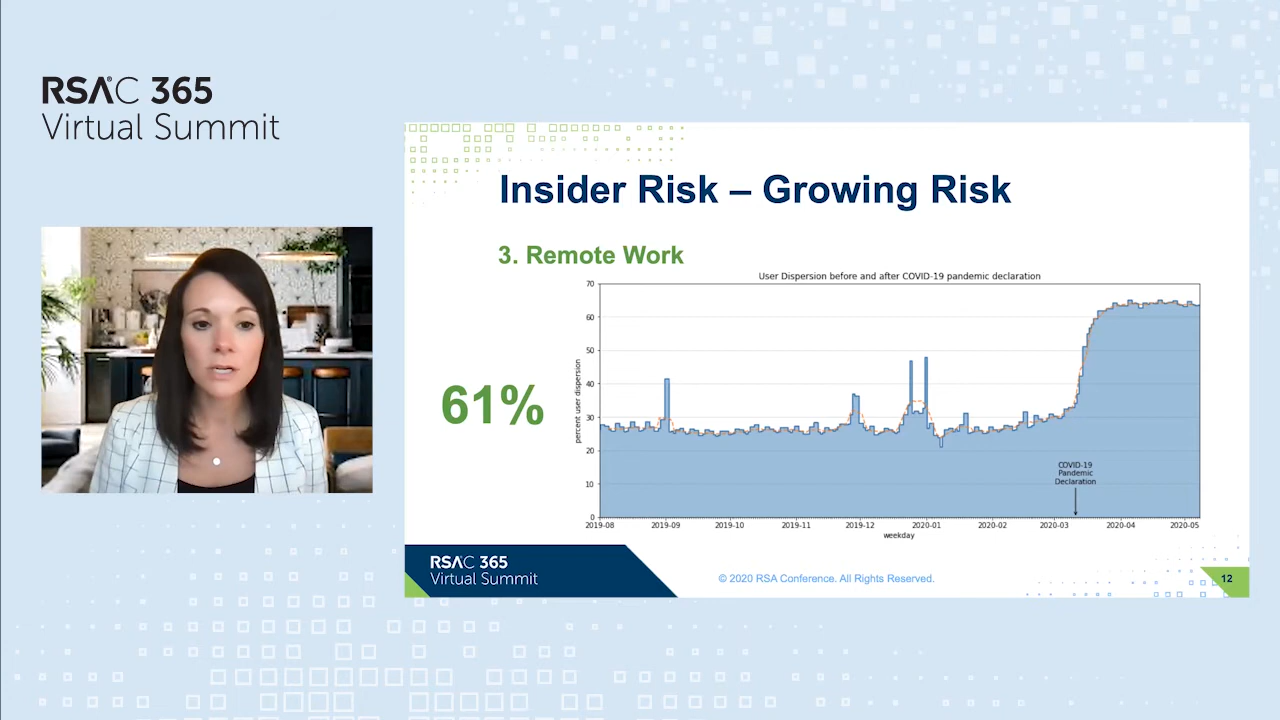 RSAC 365
Virtual Summit
Insider Risk – Growing Risk
3. Remote Work
61%
User Dispersion before and after COVID-19 pandemic declaration
percent user dispersion
70
60
50
40
30
20
10
0
COVID-19
Pandemic
Declaration
2019-08 2019-09 2019-10 2019-11 2019-12 2020-01 2020-02 2020-03 2020-04 2020-05
weekday
RSAC 365
Virtual Summit
© 2020 RSA Conference. All Rights Reserved.
12